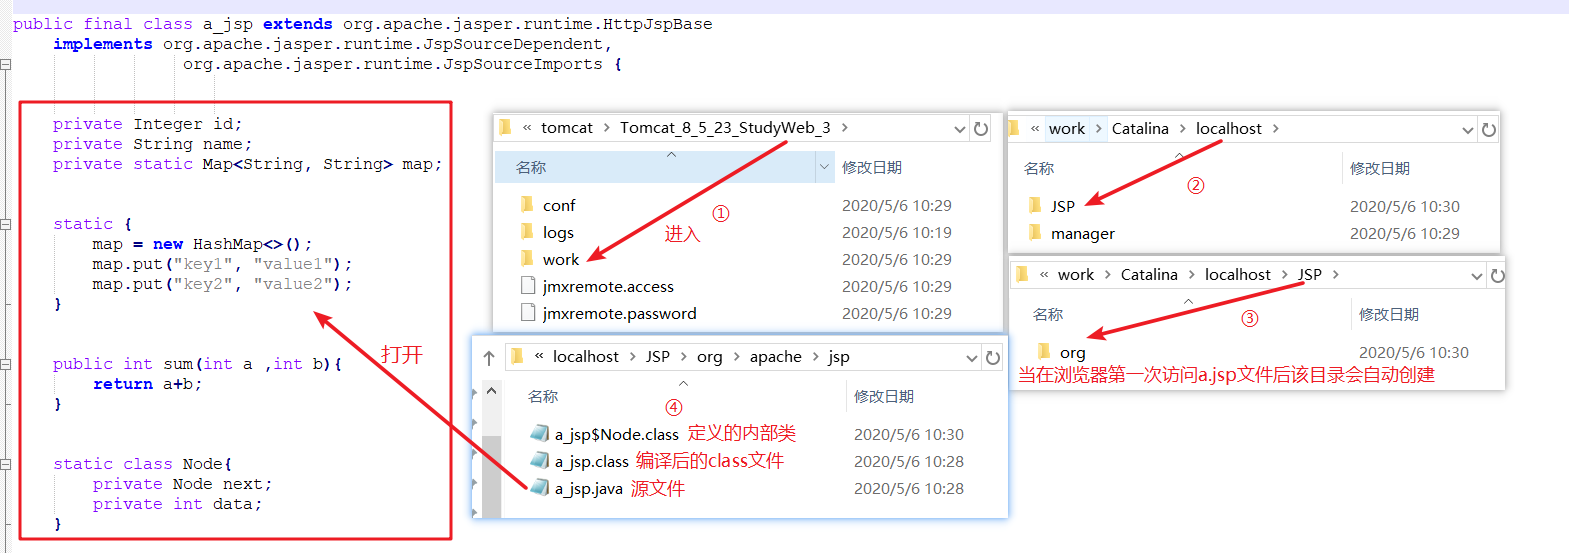 public final class a_jsp extends org.apache.jasper.runtime.HttpJspBase
implements org.apache.jasper.runtime.JspSourceDependent,
org.apache.jasper.runtime.JspSourceImports {
private Integer id;
private String name;
private static Map<String, String> map;
static {
map = new HashMap<>();
map.put("key1", "value1");
map.put("key2", "value2");
}
public int sum(int a ,int b){
return a+b;
}
static class Node{
private Node next;
private int data;
}
打开
« tomcat > Tomcat_8_5_23_StudyWeb_3 >
名称 修改日期
conf 2020/5/6 10:29
logs 2020/5/6 10:19
work 2020/5/6 10:29
jmxremote.access 2020/5/6 10:29
jmxremote.password 2020/5/6 10:29
①
进入
« work > Catalina > localhost >
名称 修改日期
②
JSP 2020/5/6 10:30
manager 2020/5/6 10:29
« work > Catalina > localhost > JSP >
名称 修改日期
③
org 2020/5/6 10:30
当在浏览器第一次访问a.jsp文件后该目录会自动创建
« localhost > JSP > org > apache > jsp
名称 修改日期
④
a_jsp$Node.class 定义的内部类 2020/5/6 10:30
a_jsp.class 编译后的class文件 2020/5/6 10:28
a_jsp.java 源文件 2020/5/6 10:28